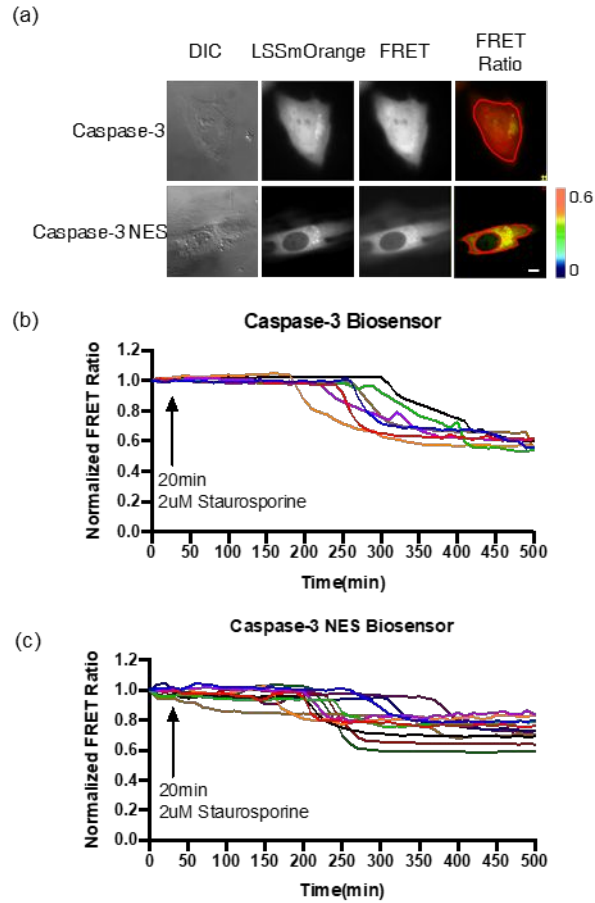 (a)
DIC LSSmOrange FRET FRET
Ratio
Caspase-3
Caspase-3 NES
0.6
0
(b)
Caspase-3 Biosensor
Normalized FRET Ratio
1.2
1.0
0.8
0.6
0.4
0.2
0.0
20min
2uM Staurosporine
0 50 100 150 200 250 300 350 400 450 500
Time(min)
(c)
Caspase-3 NES Biosensor
Normalized FRET Ratio
1.2
1.0
0.8
0.6
0.4
0.2
0.0
20min
2uM Staurosporine
0 50 100 150 200 250 300 350 400 450 500
Time(min)